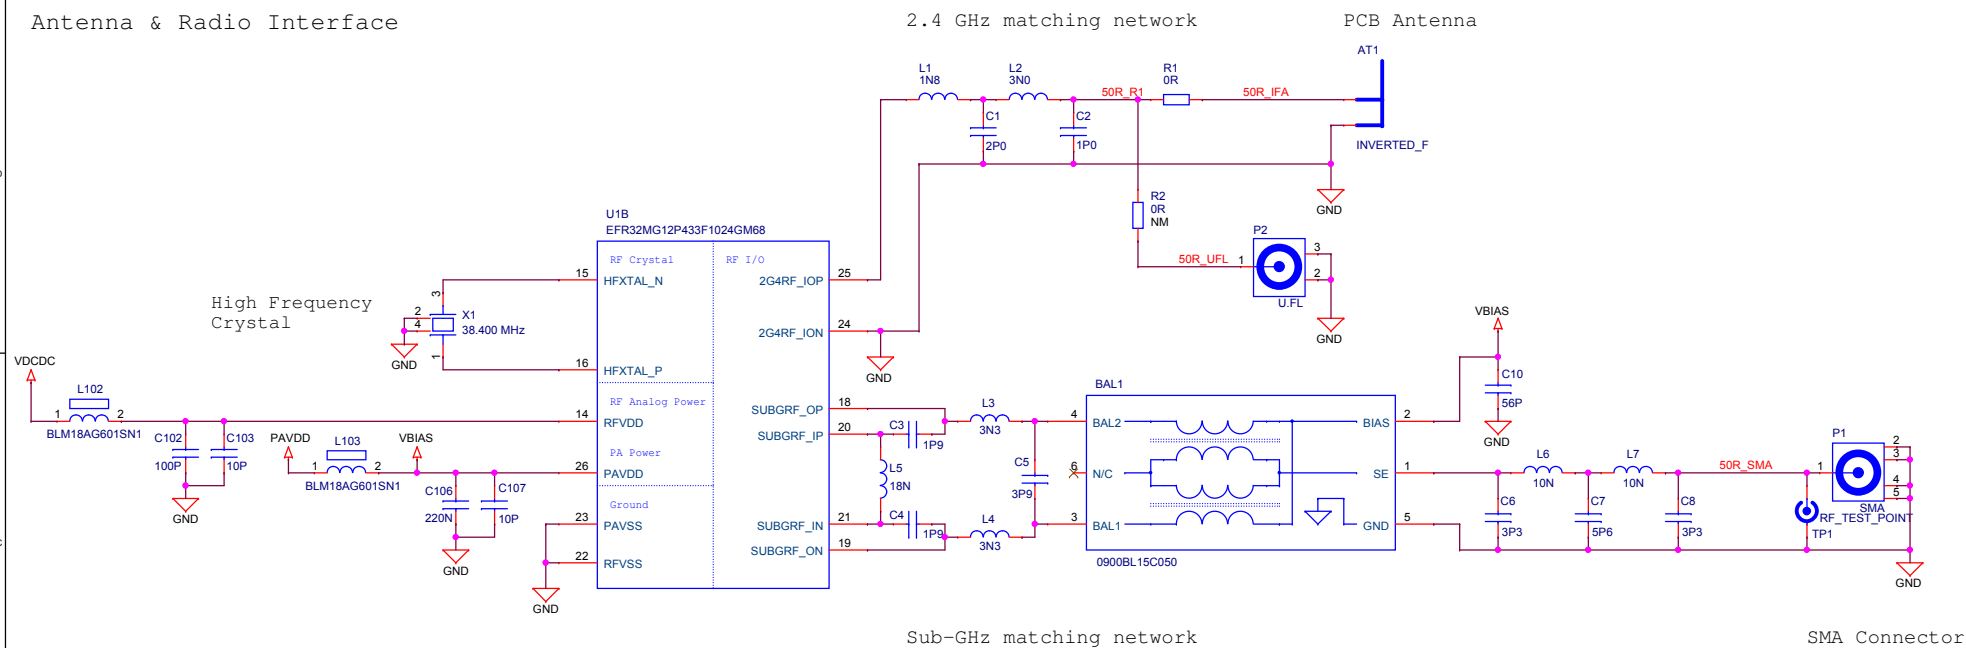 Antenna & Radio Interface
2.4 GHz matching network
PCB Antenna
AT1
L1
1N8
L2
3N0
R1
0R
50R_R1
50R_IFA
C1
2P0
C2
1P0
INVERTED_F
GND
R2
0R
NM
U1B
EFR32MG12P433F1024GM68
P2
3
50R_UFL
1
2
U.FL
GND
RF Crystal
RF I/O
15
HFXTAL_N
2G4RF_IOP
25
High Frequency
Crystal
3
2
4
X1
38.400 MHz
1
GND
2G4RF_ION
24
GND
16
HFXTAL_P
VBIAS
VDCDC
L102
1
2
BLM18AG601SN1
C102
100P
C103
10P
GND
RF Analog Power
14
RFVDD
SUBGRF_OP
18
SUBGRF_IP
20
PAVDD
L103
1
2
BLM18AG601SN1
VBIAS
PA Power
26
PAVDD
C106
220N
C107
10P
GND
Ground
23
PAVSS
SUBGRF_IN
21
SUBGRF_ON
19
22
RFVSS
GND
C3
1P9
L3
3N3
L5
18N
C5
3P9
C4
1P9
L4
3N3
BAL1
4
BAL2
BIAS
2
6
N/C
SE
1
3
BAL1
GND
5
0900BL15C050
C10
56P
GND
L6
10N
L7
10N
50R_SMA
C6
3P3
C7
5P6
C8
3P3
P1
1
2
3
4
5
SMA
RF_TEST_POINT
TP1
GND
Sub-GHz matching network
SMA Connector